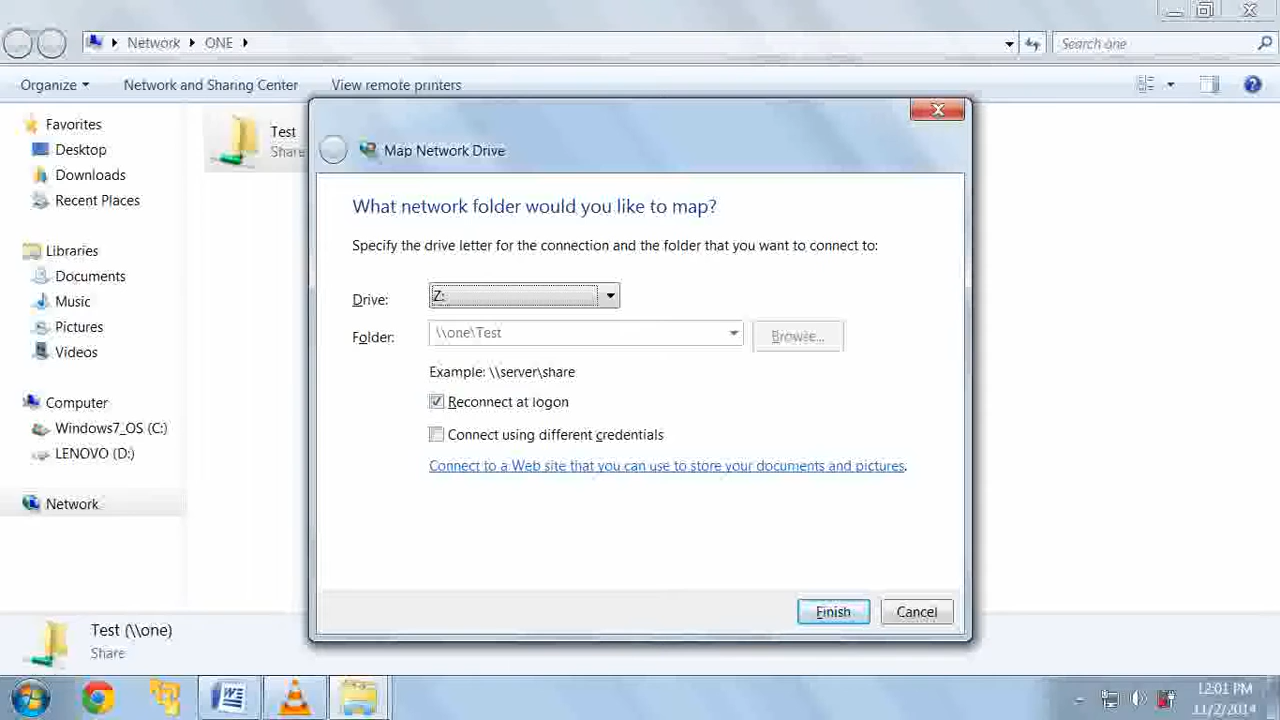 Network ONE
Search one
Organize
Network and Sharing Center
View remote printers
Favorites
Desktop
Downloads
Recent Places
Libraries
Documents
Music
Pictures
Videos
Computer
Windows7_OS (C:)
LENOVO (D:)
Network
Test
Share
Map Network Drive
What network folder would you like to map?
Specify the drive letter for the connection and the folder that you want to connect to:
Drive: Z:
Folder: \\one\Test Browse...
Example: \\server\share
Reconnect at logon
Connect using different credentials
Connect to a Web site that you can use to store your documents and pictures.
Finish Cancel
Test (\\one)
Share
12:01 PM
11/2/2014